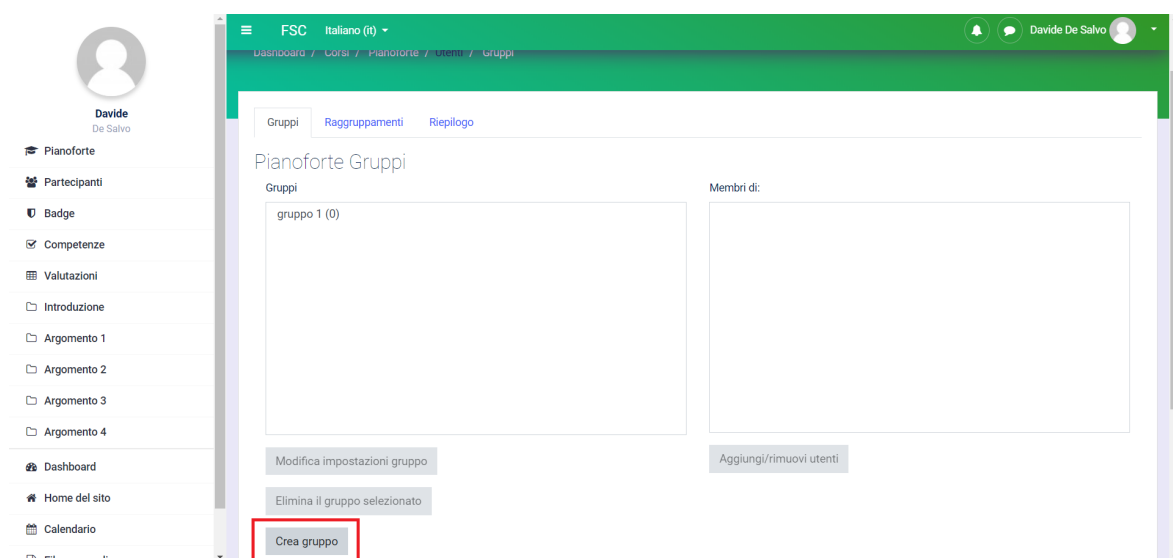 FSC Italiano (it)
Davide De Salvo
Dashboard / Corsi / Pianoforte / Utenti / Gruppi
Davide
De Salvo
Pianoforte
Partecipanti
Badge
Competenze
Valutazioni
Introduzione
Argomento 1
Argomento 2
Argomento 3
Argomento 4
Dashboard
Home del sito
Calendario
Gruppi Raggruppamenti Riepilogo
Pianoforte Gruppi
Gruppi
gruppo 1 (0)
Membri di:
Modifica impostazioni gruppo
Aggiungi/rimuovi utenti
Elimina il gruppo selezionato
Crea gruppo